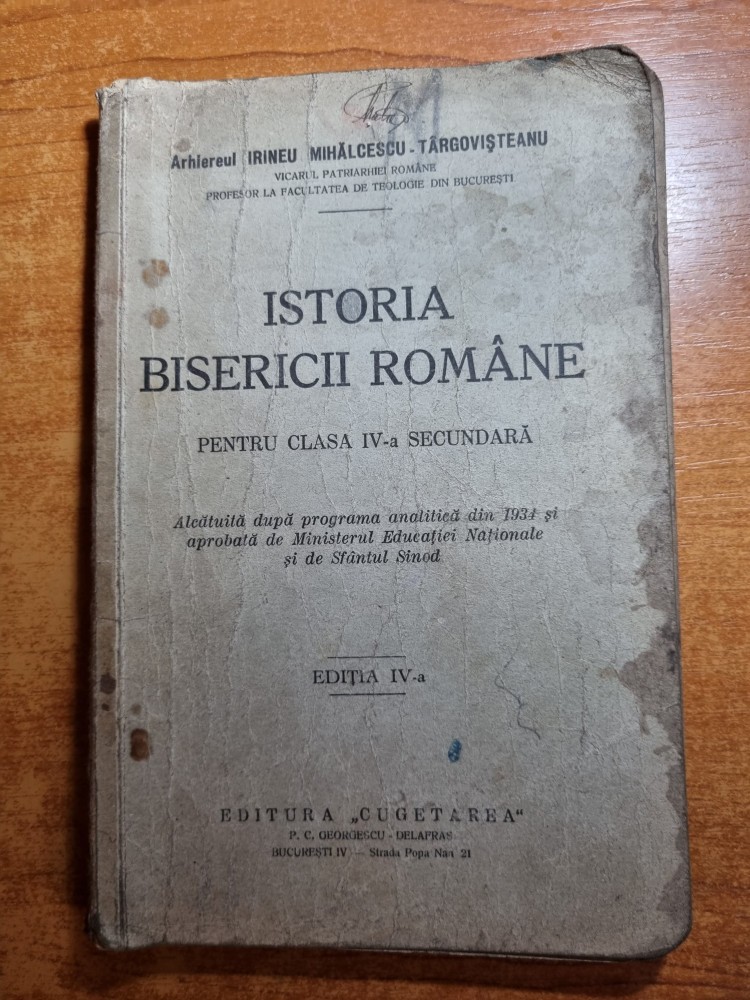 Arhiereul IRINEU MIHĂLCESCU - TÂRGOVIȘTEANU
VICARUL PATRIARHIEI ROMÂNE
PROFESOR LA FACULTATEA DE TEOLOGIE DIN BUCUREȘTI
ISTORIA
BISERICII ROMÂNE
PENTRU CLASA IV-a SECUNDARĂ
Alcătuită după programa analitică din 1934 și
aprobată de Ministerul Educației Naționale
și de Sfântul Sinod
EDIȚIA IV-a
EDITURA „CUGETAREA"
P. C. GEORGESCU - DELAFRAS
BUCUREȘTI IV — Strada Popa Nan 21